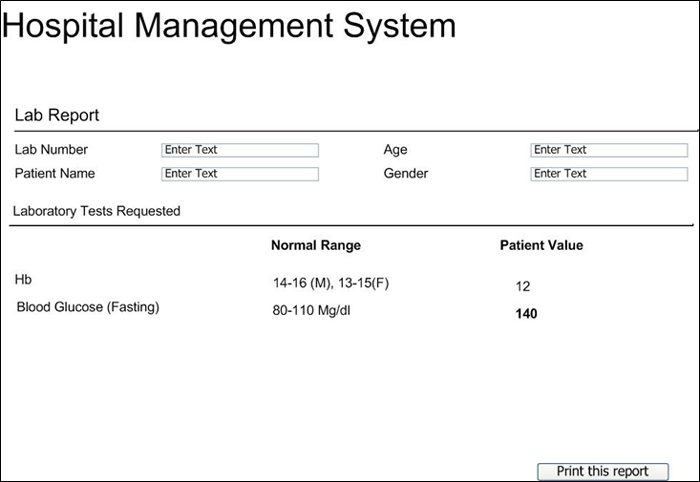 Hospital Management System
Lab Report
Lab Number Enter Text Age Enter Text
Patient Name Enter Text Gender Enter Text
Laboratory Tests Requested
Normal Range Patient Value
Hb 14-16 (M), 13-15(F) 12
Blood Glucose (Fasting) 80-110 Mg/dl 140
Print this report